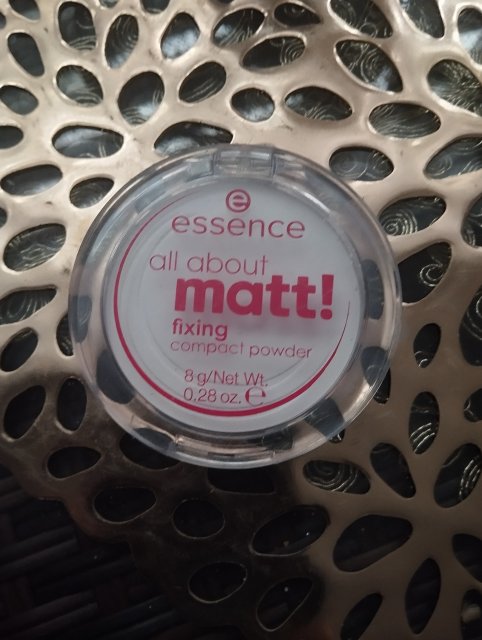 essence
all about
matt!
fixing
compact powder
8 g/Net Wt.
0.28 oz. ℮